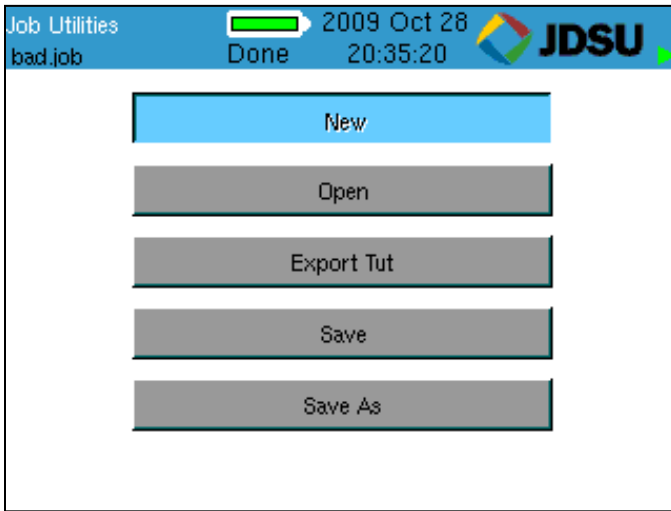 Job Utilities
2009 Oct 28
JDSU
bad.job
Done
20:35:20
New
Open
Export Tut
Save
Save As